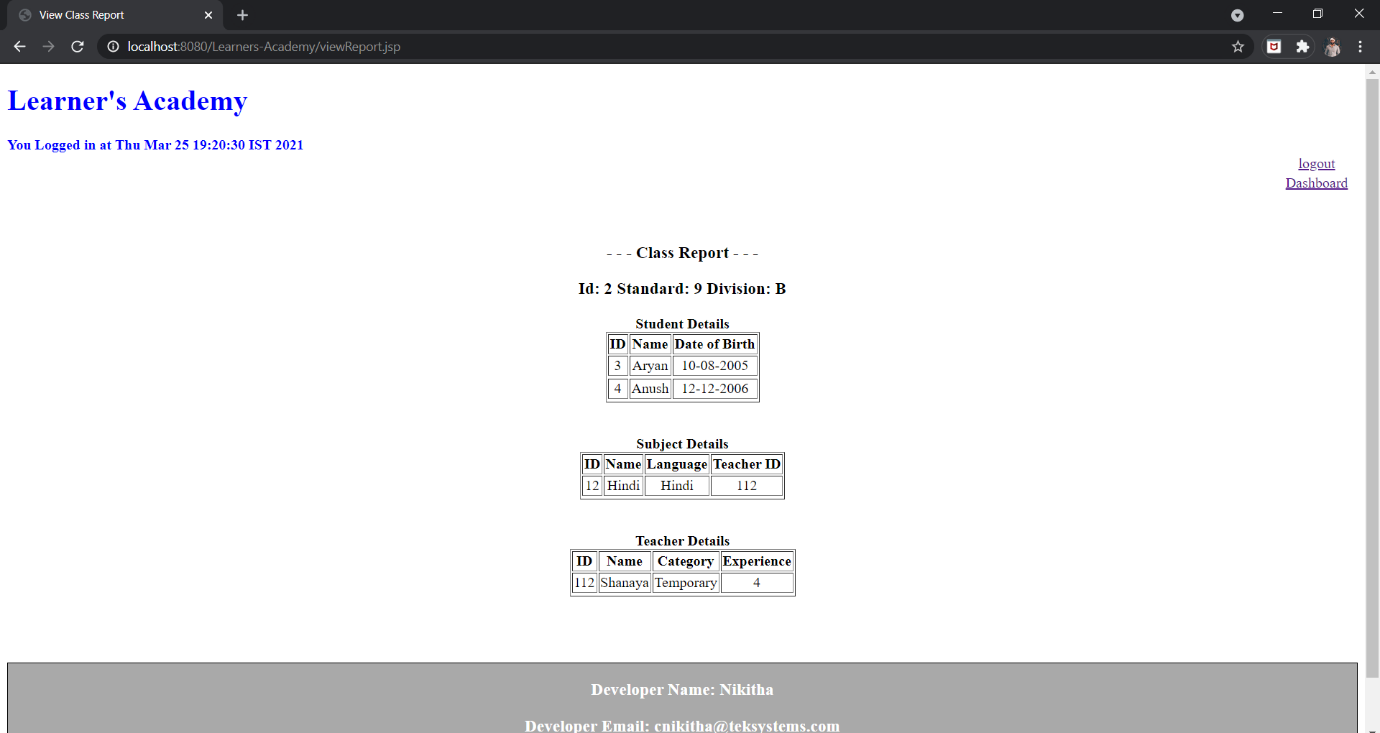 View Class Report
localhost:8080/Learners-Academy/viewReport.jsp
Learner's Academy
You Logged in at Thu Mar 25 19:20:30 IST 2021
logout
Dashboard
- - - Class Report - - -
Id: 2 Standard: 9 Division: B
Student Details
ID Name Date of Birth
3 Aryan 10-08-2005
4 Anush 12-12-2006
Subject Details
ID Name Language Teacher ID
12 Hindi Hindi 112
Teacher Details
ID Name Category Experience
112 Shanaya Temporary 4
Developer Name: Nikitha
Developer Email: cnikitha@teksystems.com